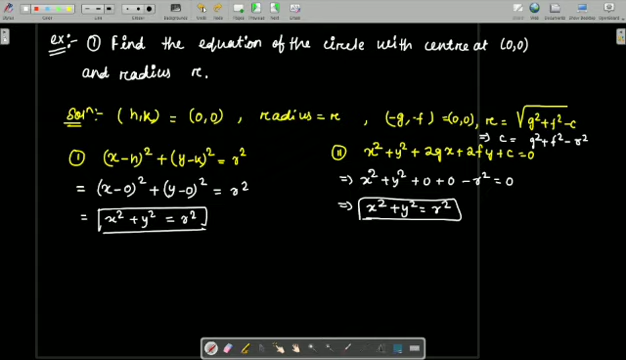 ex:- ① Find the equation of the circle with centre at (0,0)
and radius r.
Soln:- (h,k) = (0,0) , radius = r , (-g,-f) = (0,0), r = √g²+f²-c
⇒ c = g²+f²-r²
① (x-h)² + (y-k)² = r²
= (x-0)² + (y-0)² = r²
= x² + y² = r²
② x² + y² + 2gx + 2fy + c = 0
⇒ x² + y² + 0 + 0 - r² = 0
⇒ x² + y² = r²